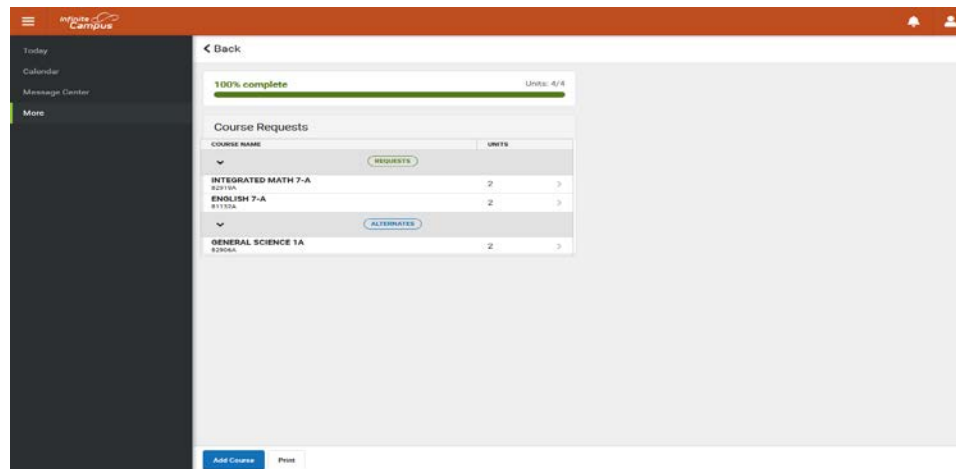 Infinite Campus
Today
Calendar
Message Center
More
Back
100% complete Units: 4/4
Course Requests
COURSE NAME UNITS
REQUESTS
INTEGRATED MATH 7-A 2
ENGLISH 7-A 2
ALTERNATES
GENERAL SCIENCE 1A 2
Add Course Print